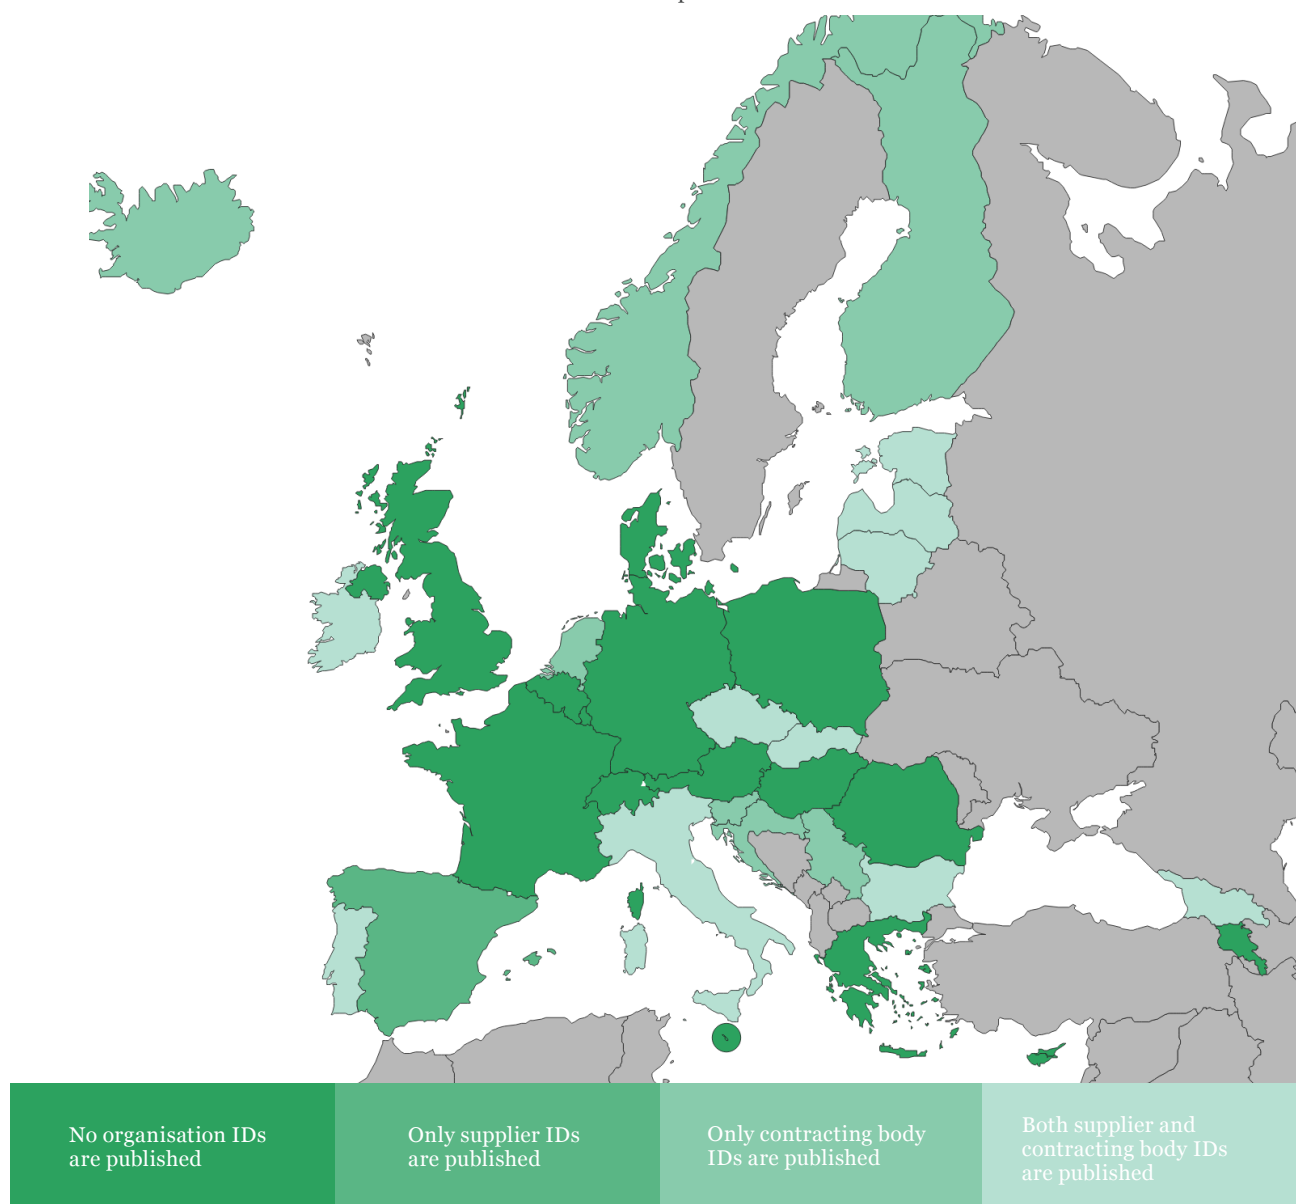 No organisation IDs
are published
Only supplier IDs
are published
Only contracting body
IDs are published
Both supplier and
contracting body IDs
are published